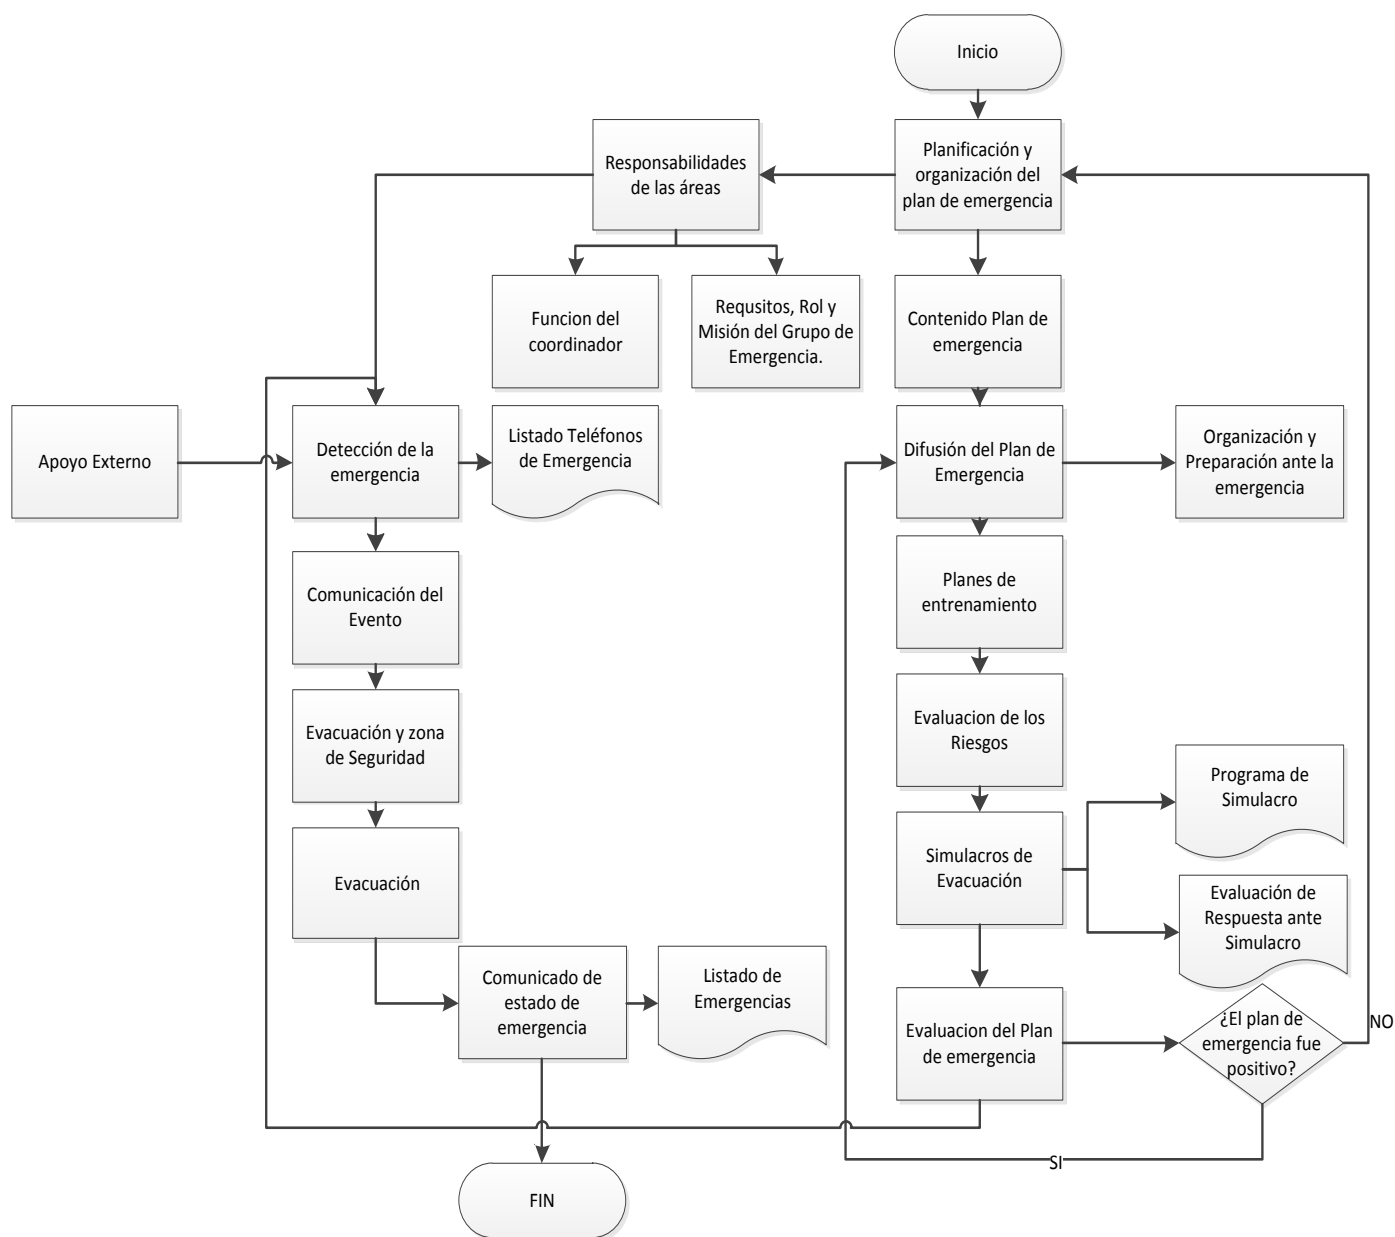 Inicio
Planificación y
organización del
plan de emergencia
Responsabilidades
de las áreas
Funcion del
coordinador
Requsitos, Rol y
Misión del Grupo de
Emergencia.
Contenido Plan de
emergencia
Apoyo Externo
Detección de la
emergencia
Listado Teléfonos
de Emergencia
Difusión del Plan de
Emergencia
Organización y
Preparación ante la
emergencia
Comunicación del
Evento
Planes de
entrenamiento
Evacuación y zona
de Seguridad
Evaluacion de los
Riesgos
Programa de
Simulacro
Evacuación
Simulacros de
Evacuación
Evaluación de
Respuesta ante
Simulacro
Comunicado de
estado de
emergencia
Listado de
Emergencias
Evaluacion del Plan
de emergencia
¿El plan de
emergencia fue
positivo?
NO
SI
FIN